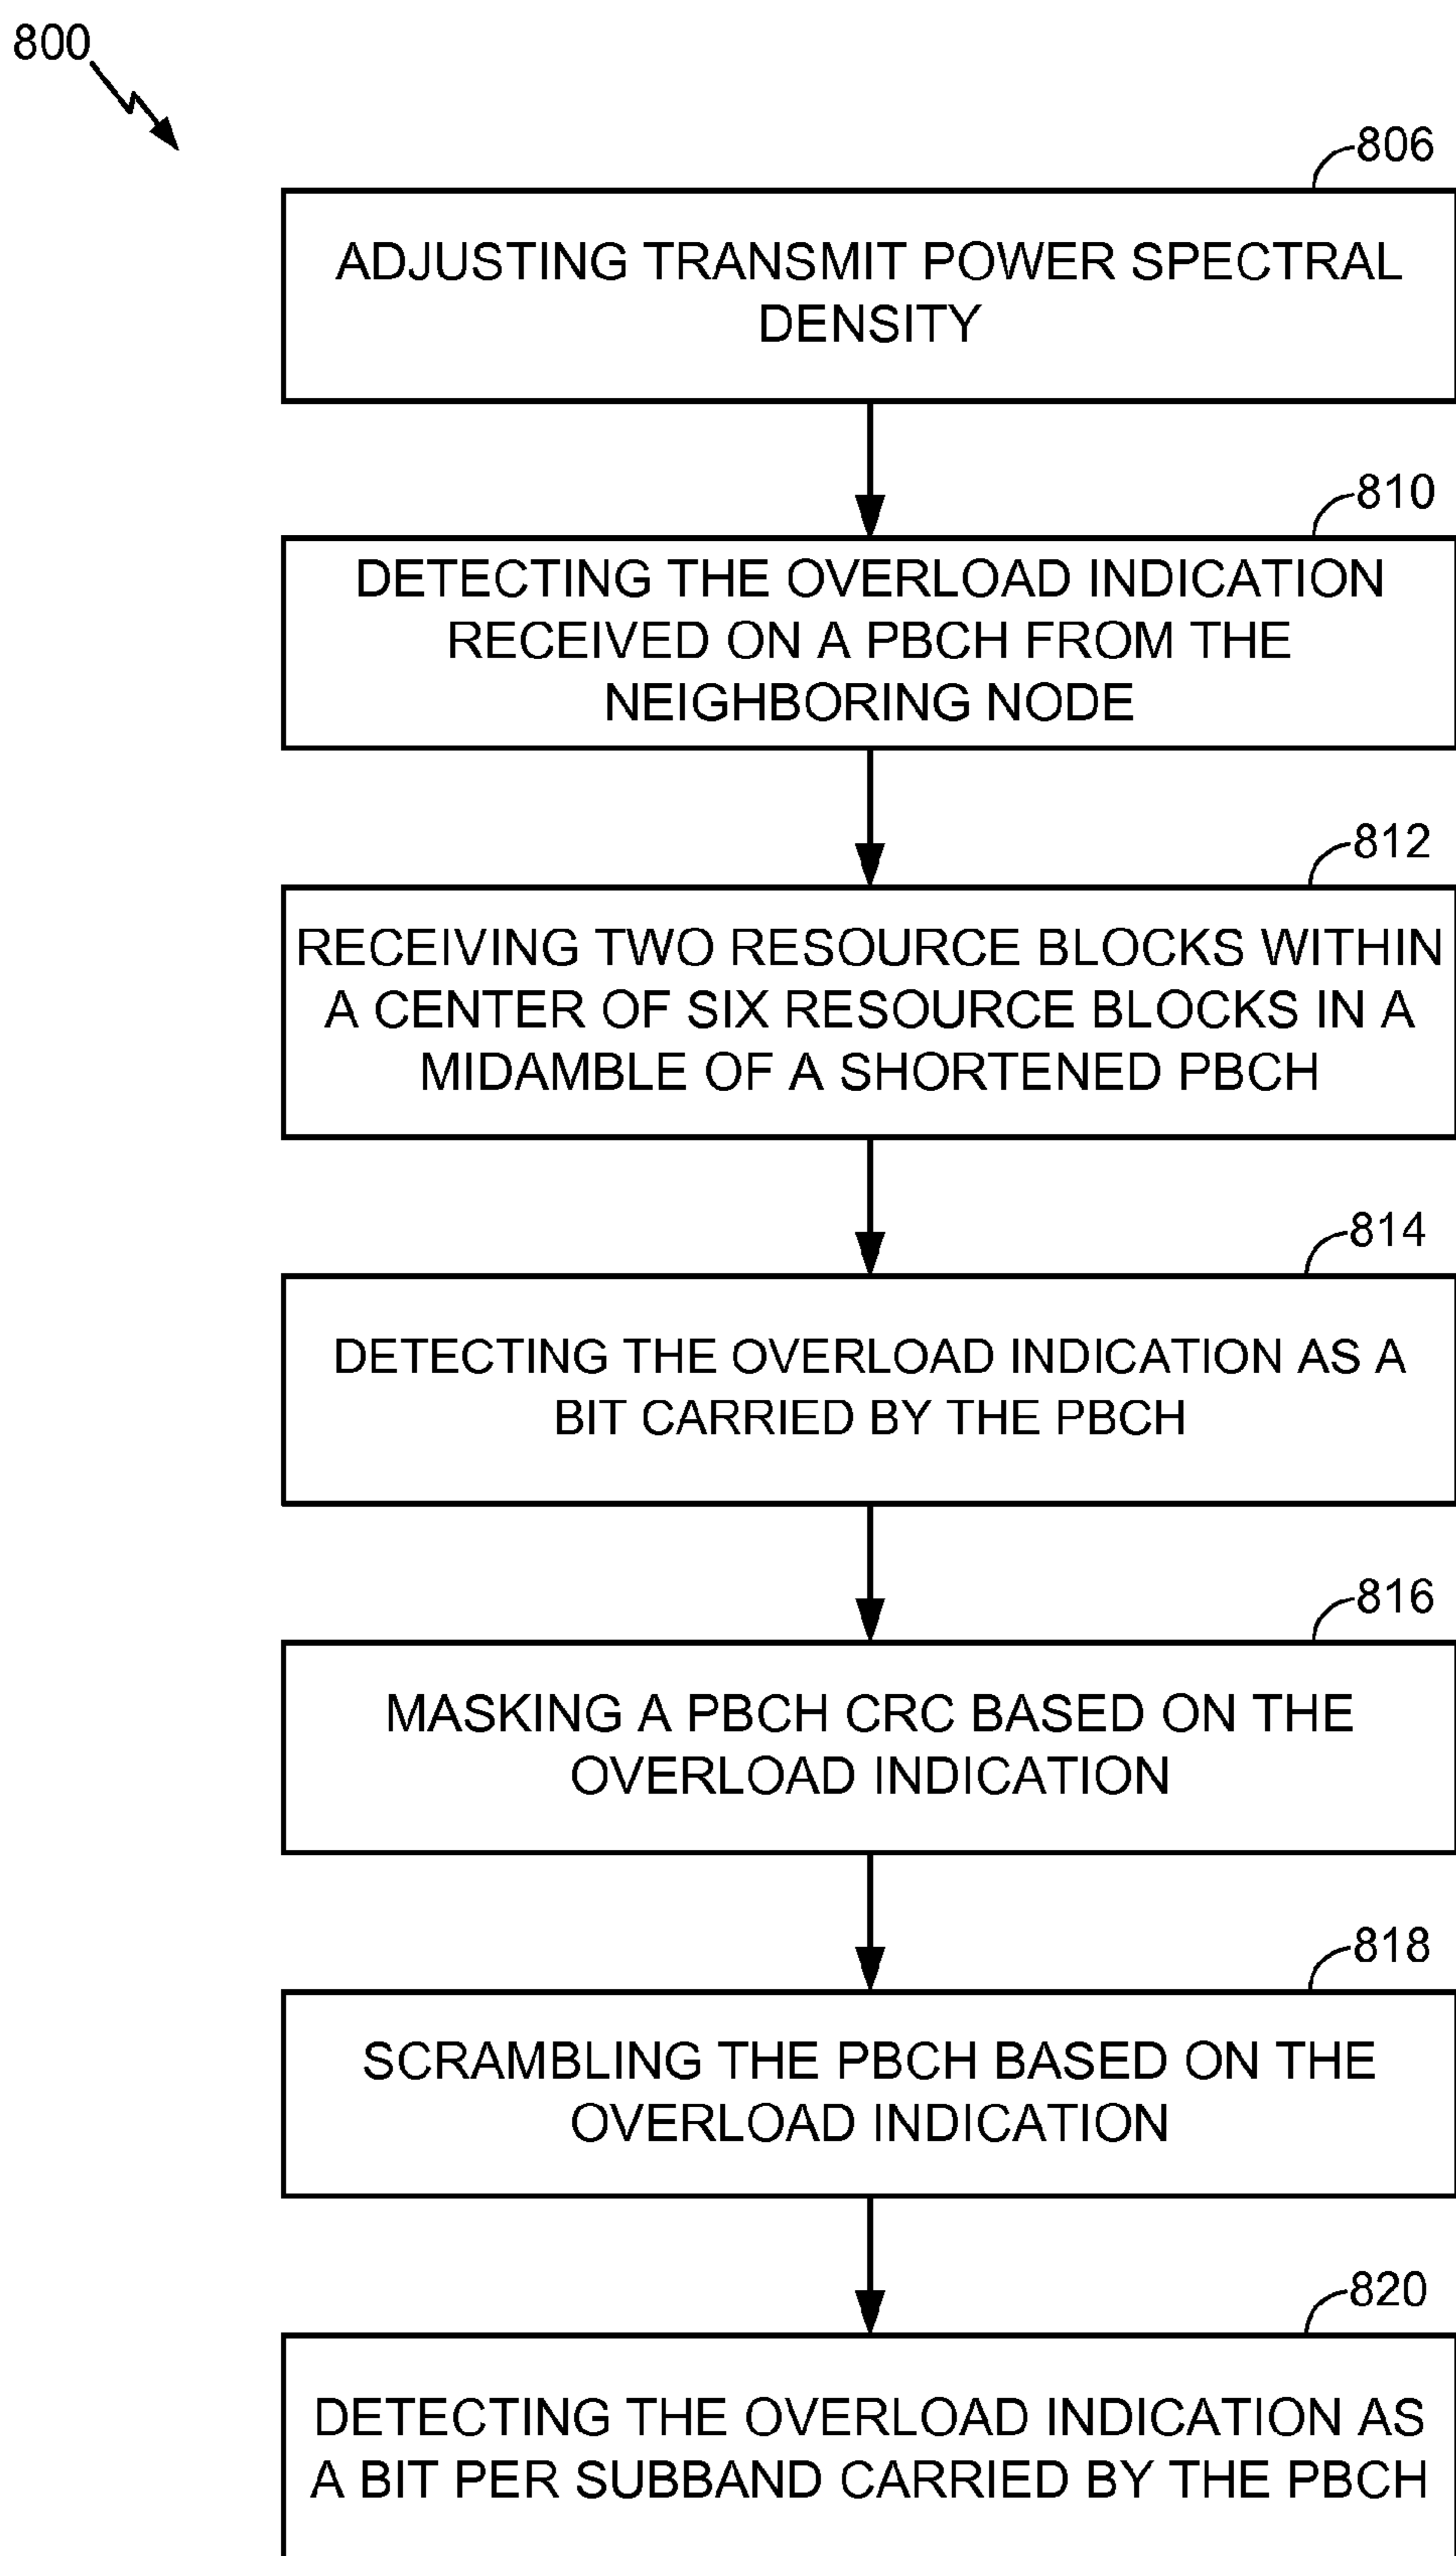 800
806
ADJUSTING TRANSMIT POWER SPECTRAL
DENSITY
810
DETECTING THE OVERLOAD INDICATION
RECEIVED ON A PBCH FROM THE
NEIGHBORING NODE
812
RECEIVING TWO RESOURCE BLOCKS WITHIN
A CENTER OF SIX RESOURCE BLOCKS IN A
MIDAMBLE OF A SHORTENED PBCH
814
DETECTING THE OVERLOAD INDICATION AS A
BIT CARRIED BY THE PBCH
816
MASKING A PBCH CRC BASED ON THE
OVERLOAD INDICATION
818
SCRAMBLING THE PBCH BASED ON THE
OVERLOAD INDICATION
820
DETECTING THE OVERLOAD INDICATION AS
A BIT PER SUBBAND CARRIED BY THE PBCH